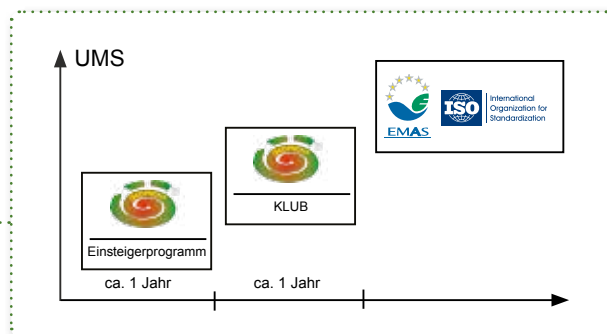 UMS
EMAS
ISO
International
Organization for
Standardization
KLUB
Einsteigerprogramm
ca. 1 Jahr
ca. 1 Jahr